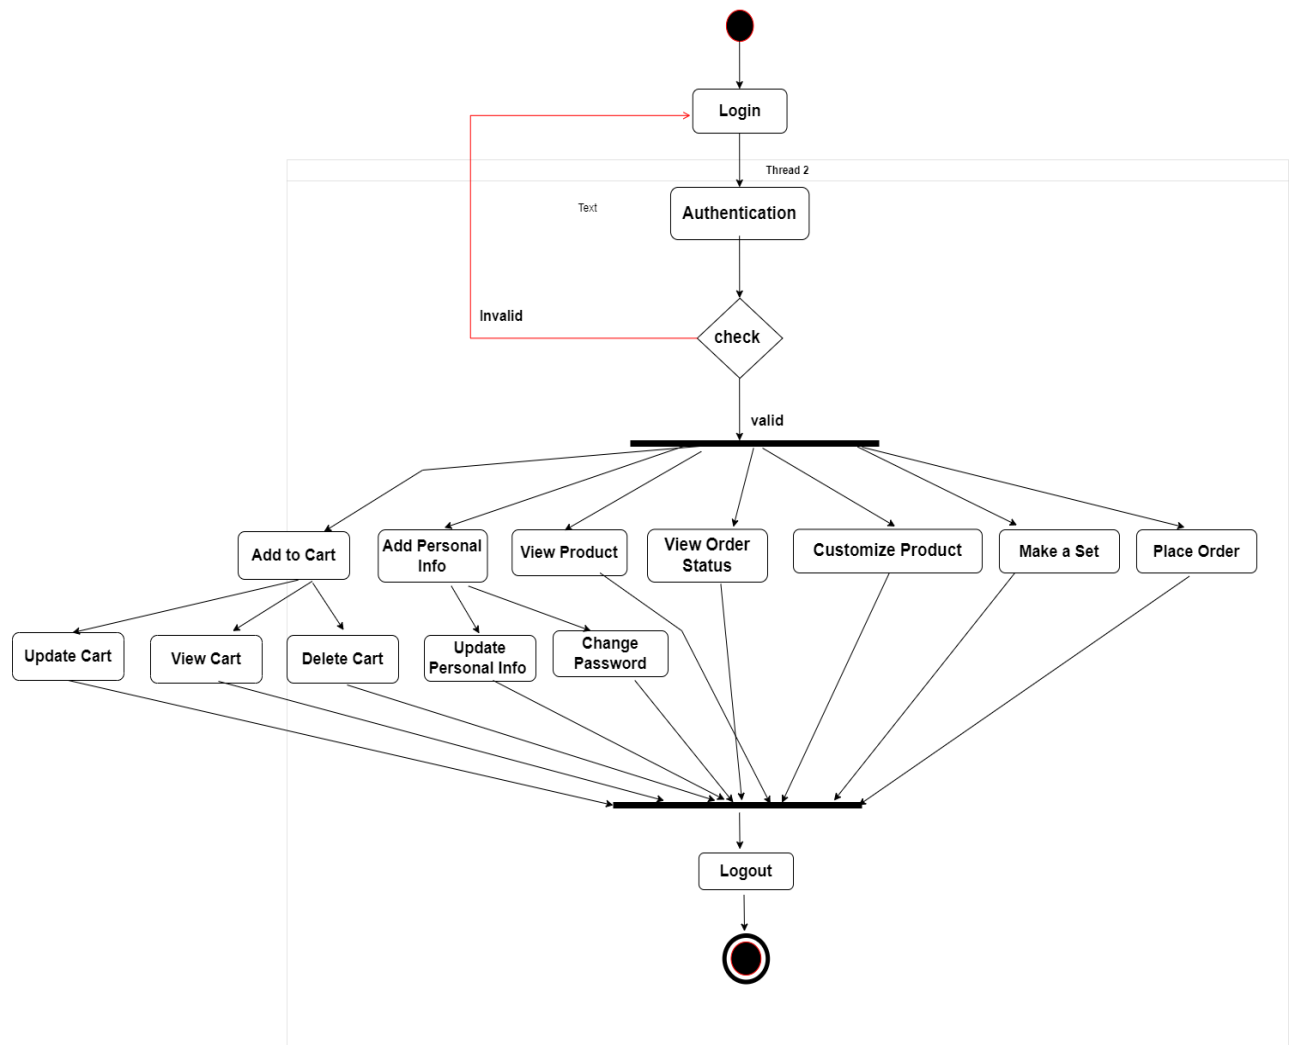 Login
Thread 2
Text
Authentication
Invalid
check
valid
Add to Cart
Add Personal
Info
View Product
View Order
Status
Customize Product
Make a Set
Place Order
Update Cart
View Cart
Delete Cart
Update
Personal Info
Change
Password
Logout